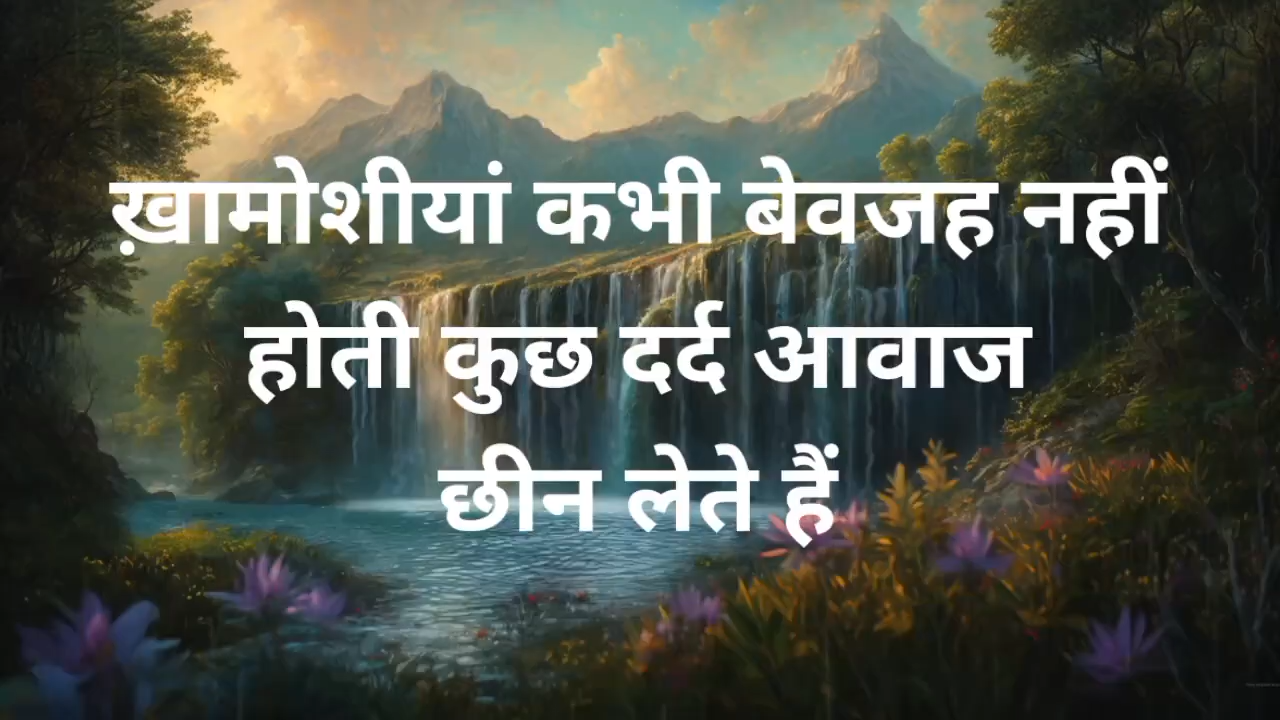 ख़ामोशीयां कभी बेवजह नहीं
होती कुछ दर्द आवाज
छीन लेते हैं